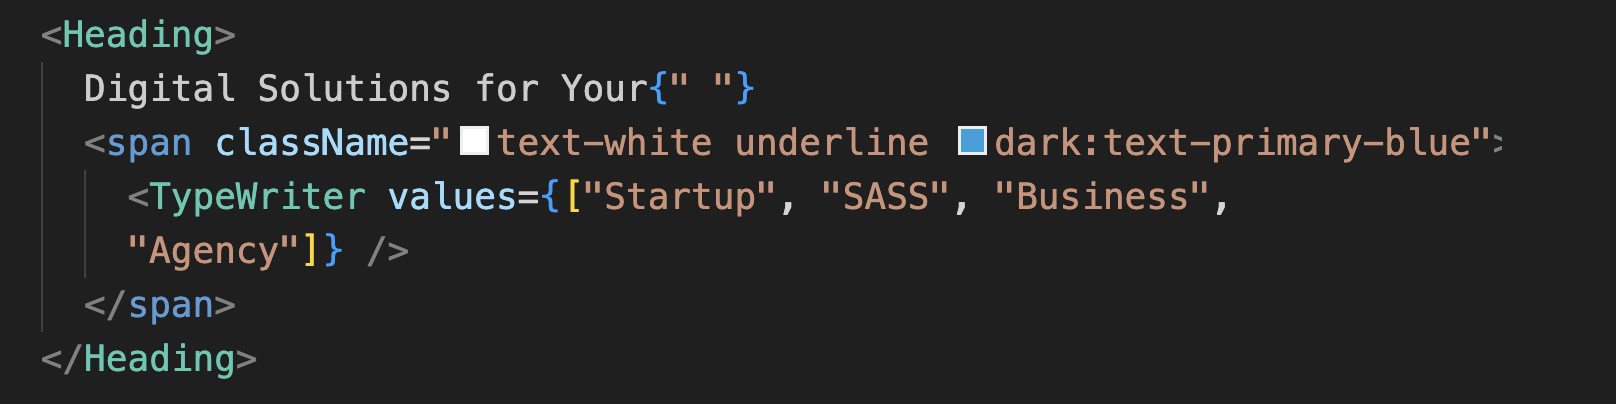 <Heading>
Digital Solutions for Your{" "}
<span className="text-white underline dark:text-primary-blue">
<TypeWriter values={["Startup", "SASS", "Business",
"Agency"]} />
</span>
</Heading>